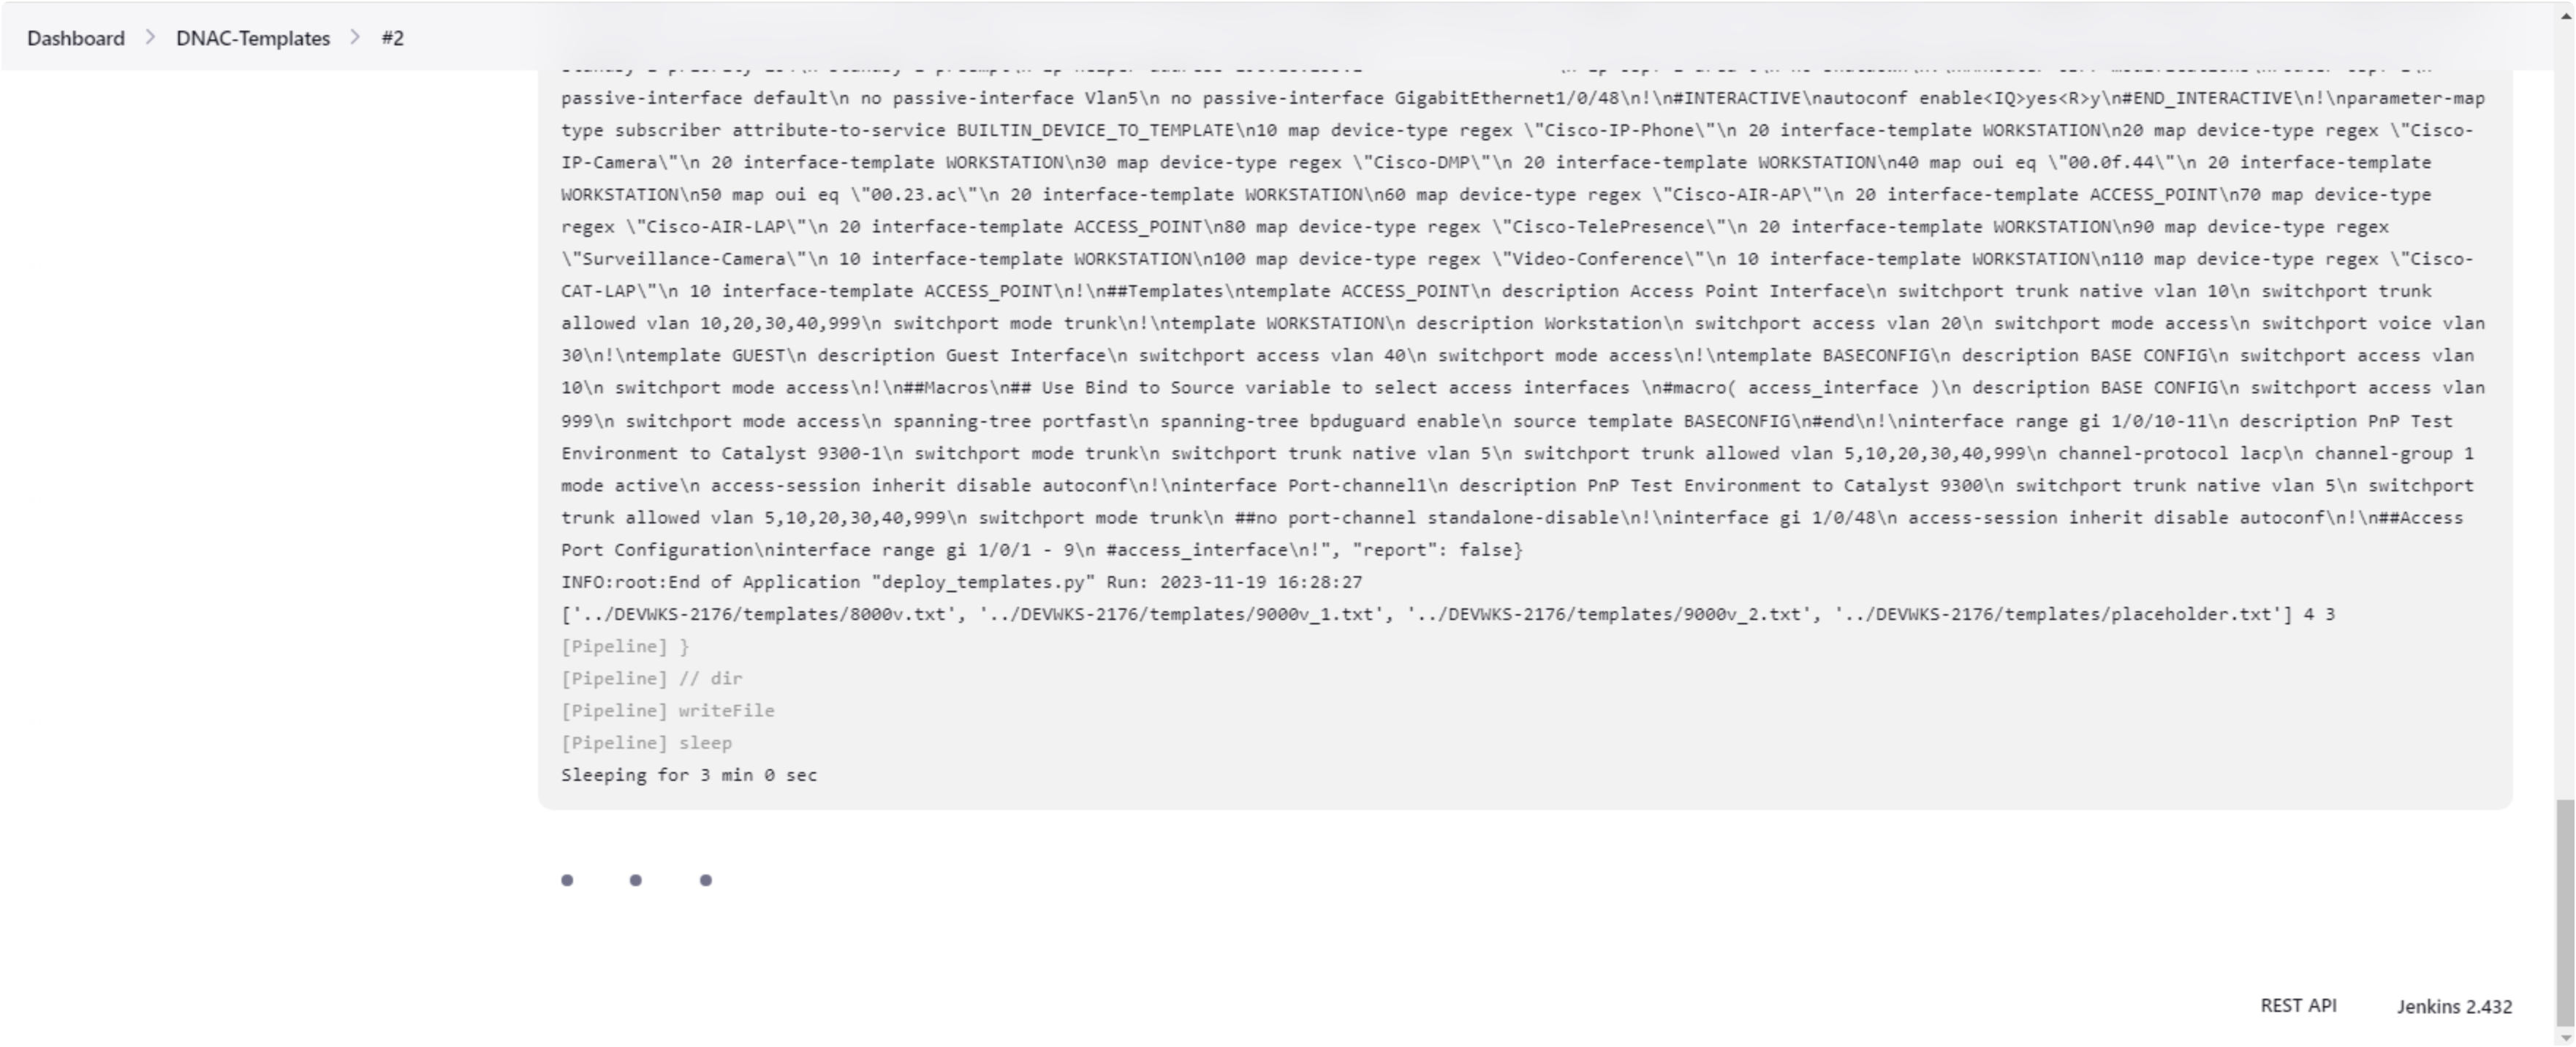 Dashboard > DNAC-Templates > #2
passive-interface default\n no passive-interface Vlan5\n no passive-interface GigabitEthernet1/0/48\n!\n#INTERACTIVE\nautoconf enable<IQ>yes<R>y\n#END_INTERACTIVE\n!\nparameter-map
type subscriber attribute-to-service BUILTIN_DEVICE_TO_TEMPLATE\n10 map device-type regex \"Cisco-IP-Phone\"\n 20 interface-template WORKSTATION\n20 map device-type regex \"Cisco-
IP-Camera\"\n 20 interface-template WORKSTATION\n30 map device-type regex \"Cisco-DMP\"\n 20 interface-template WORKSTATION\n40 map oui eq \"00.0f.44\"\n 20 interface-template
WORKSTATION\n50 map oui eq \"00.23.ac\"\n 20 interface-template WORKSTATION\n60 map device-type regex \"Cisco-AIR-AP\"\n 20 interface-template ACCESS_POINT\n70 map device-type
regex \"Cisco-AIR-LAP\"\n 20 interface-template ACCESS_POINT\n80 map device-type regex \"Cisco-TelePresence\"\n 20 interface-template WORKSTATION\n90 map device-type regex
\"Surveillance-Camera\"\n 10 interface-template WORKSTATION\n100 map device-type regex \"Video-Conference\"\n 10 interface-template WORKSTATION\n110 map device-type regex \"Cisco-
CAT-LAP\"\n 10 interface-template ACCESS_POINT\n!\n##Templates\ntemplate ACCESS_POINT\n description Access Point Interface\n switchport trunk native vlan 10\n switchport trunk
allowed vlan 10,20,30,40,999\n switchport mode trunk\n!\ntemplate WORKSTATION\n description Workstation\n switchport access vlan 20\n switchport mode access\n switchport voice vlan
30\n!\ntemplate GUEST\n description Guest Interface\n switchport access vlan 40\n switchport mode access\n!\ntemplate BASECONFIG\n description BASE CONFIG\n switchport access vlan
10\n switchport mode access\n!\n##Macros\n## Use Bind to Source variable to select access interfaces \n#macro( access_interface )\n description BASE CONFIG\n switchport access vlan
999\n switchport mode access\n spanning-tree portfast\n spanning-tree bpduguard enable\n source template BASECONFIG\n#end\n!\ninterface range gi 1/0/10-11\n description PnP Test
Environment to Catalyst 9300-1\n switchport mode trunk\n switchport trunk native vlan 5\n switchport trunk allowed vlan 5,10,20,30,40,999\n channel-protocol lacp\n channel-group 1
mode active\n access-session inherit disable autoconf\n!\ninterface Port-channel1\n description PnP Test Environment to Catalyst 9300\n switchport trunk native vlan 5\n switchport
trunk allowed vlan 5,10,20,30,40,999\n switchport mode trunk\n ##no port-channel standalone-disable\n!\ninterface gi 1/0/48\n access-session inherit disable autoconf\n!\n##Access
Port Configuration\ninterface range gi 1/0/1 - 9\n #access_interface\n!", "report": false}
INFO:root:End of Application "deploy_templates.py" Run: 2023-11-19 16:28:27
['../DEVWKS-2176/templates/8000v.txt', '../DEVWKS-2176/templates/9000v_1.txt', '../DEVWKS-2176/templates/9000v_2.txt', '../DEVWKS-2176/templates/placeholder.txt'] 4 3
[Pipeline] }
[Pipeline] // dir
[Pipeline] writeFile
[Pipeline] sleep
Sleeping for 3 min 0 sec
REST API Jenkins 2.432